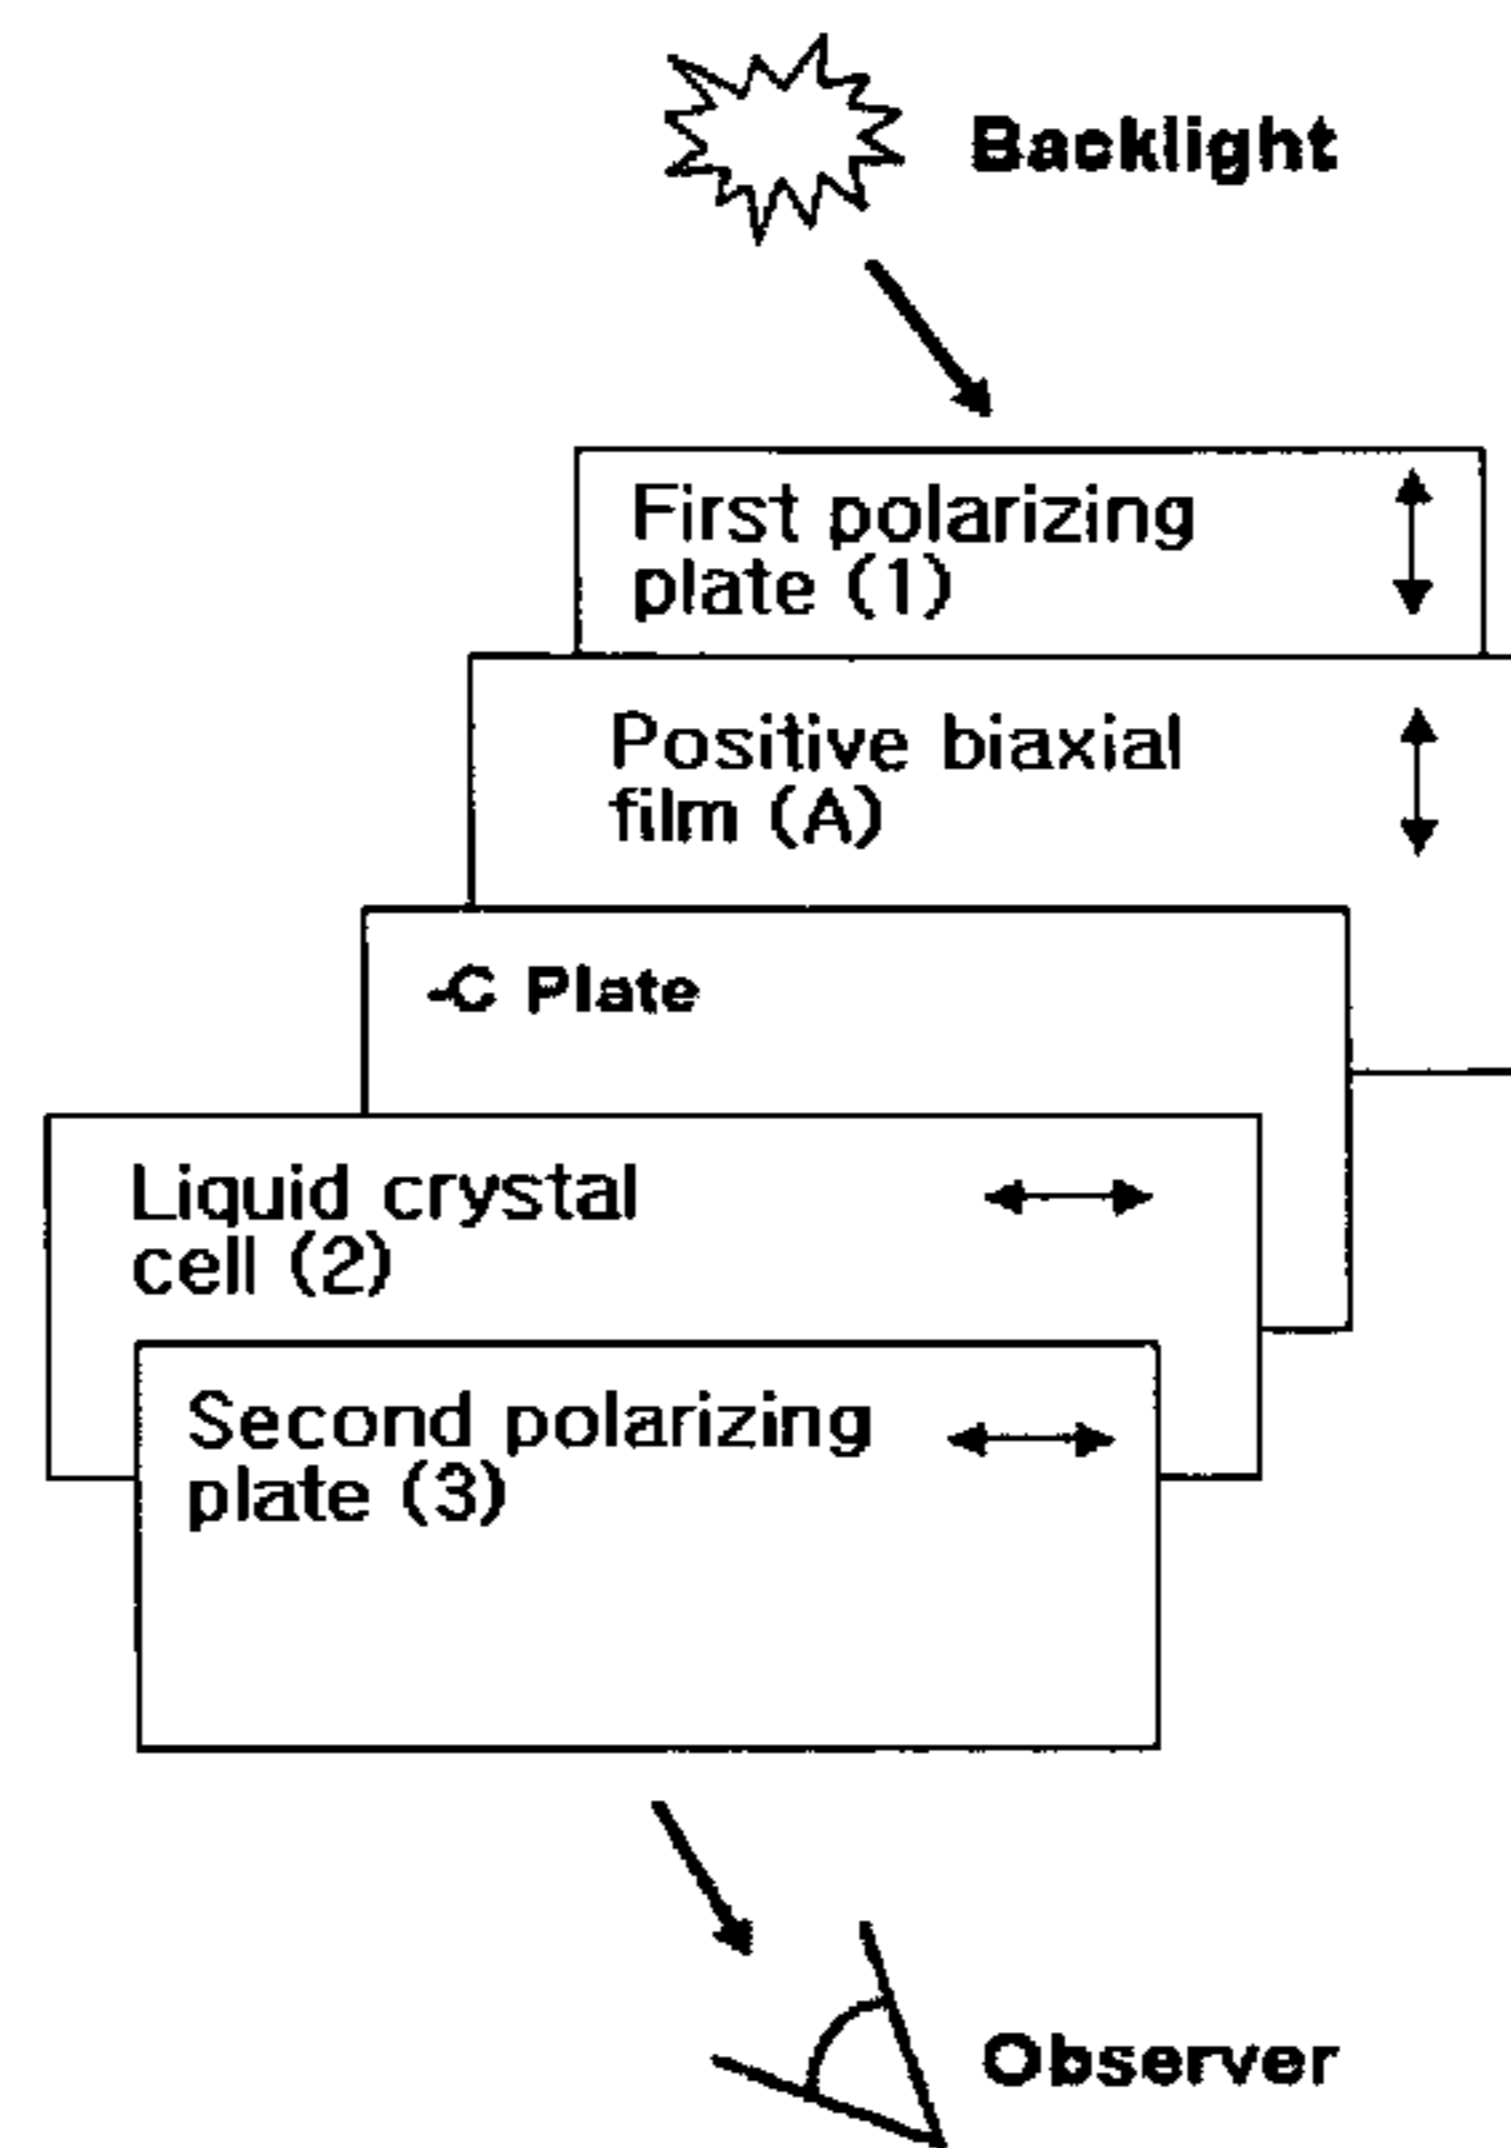 Backlight
First polarizing
plate (1)
Positive biaxial
film (A)
-C Plate
Liquid crystal
cell (2)
Second polarizing
plate (3)
Observer